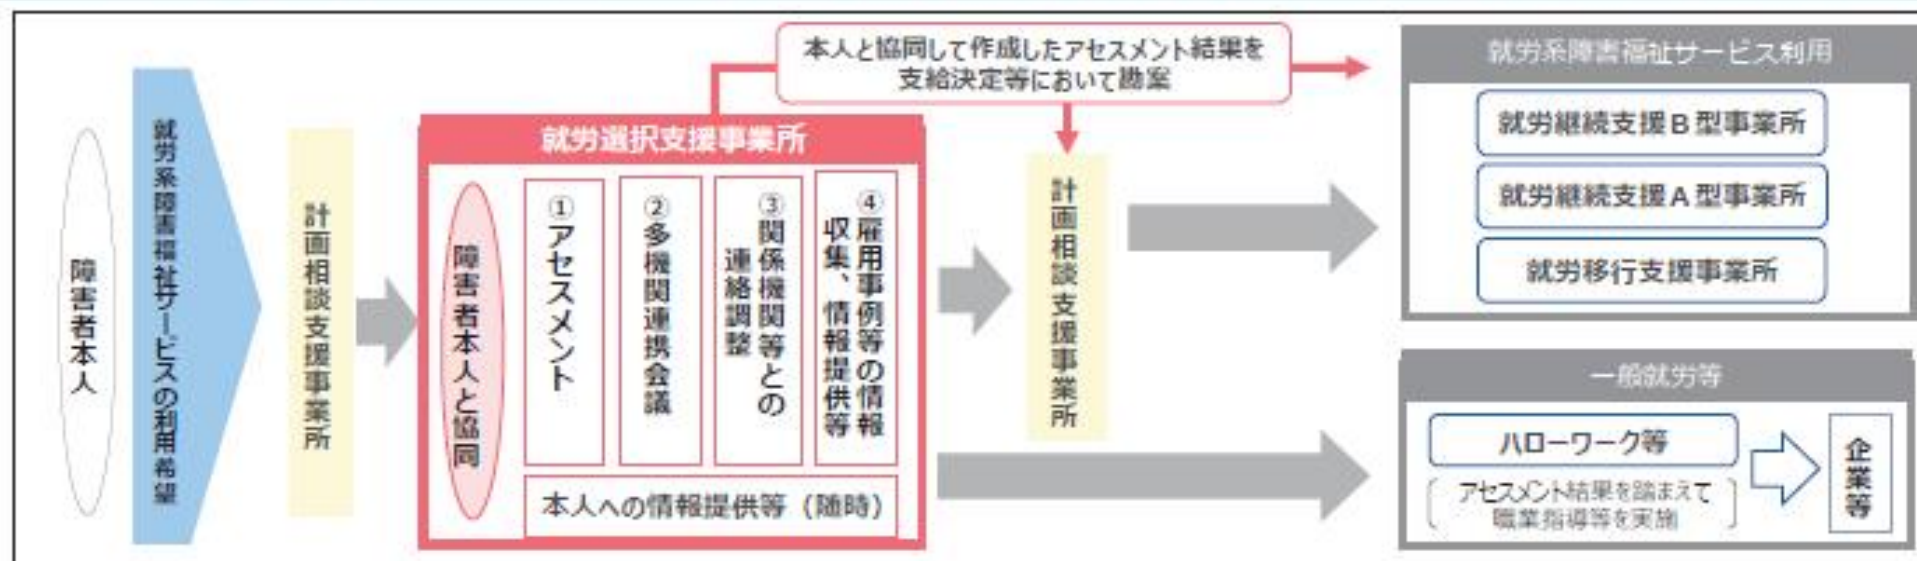 障害者本人
就労系障害福祉サービスの利用希望
計画相談支援事業所
就労選択支援事業所
障害者本人と協同
①アセスメント
②多機関連携会議
③関係機関等との
連絡調整
④雇用事例等の情報
収集、情報提供等
本人への情報提供等（随時）
本人と協同して作成したアセスメント結果を
支給決定等において勘案
計画相談支援事業所
就労系障害福祉サービス利用
就労継続支援B型事業所
就労継続支援A型事業所
就労移行支援事業所
一般就労等
ハローワーク等
アセスメント結果を踏まえて
職業指導等を実施
企業等